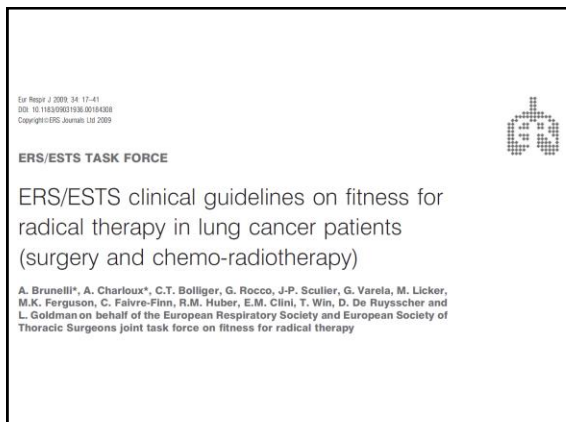 Eur Respir J 2009; 34: 17–41
DOI: 10.1183/09031936.00184308
Copyright©ERS Journals Ltd 2009
ERS/ESTS TASK FORCE
ERS/ESTS clinical guidelines on fitness for
radical therapy in lung cancer patients
(surgery and chemo-radiotherapy)
A. Brunelli*, A. Charloux*, C.T. Bolliger, G. Rocco, J-P. Sculier, G. Varela, M. Licker,
M.K. Ferguson, C. Faivre-Finn, R.M. Huber, E.M. Clini, T. Win, D. De Ruysscher and
L. Goldman on behalf of the European Respiratory Society and European Society of
Thoracic Surgeons joint task force on fitness for radical therapy